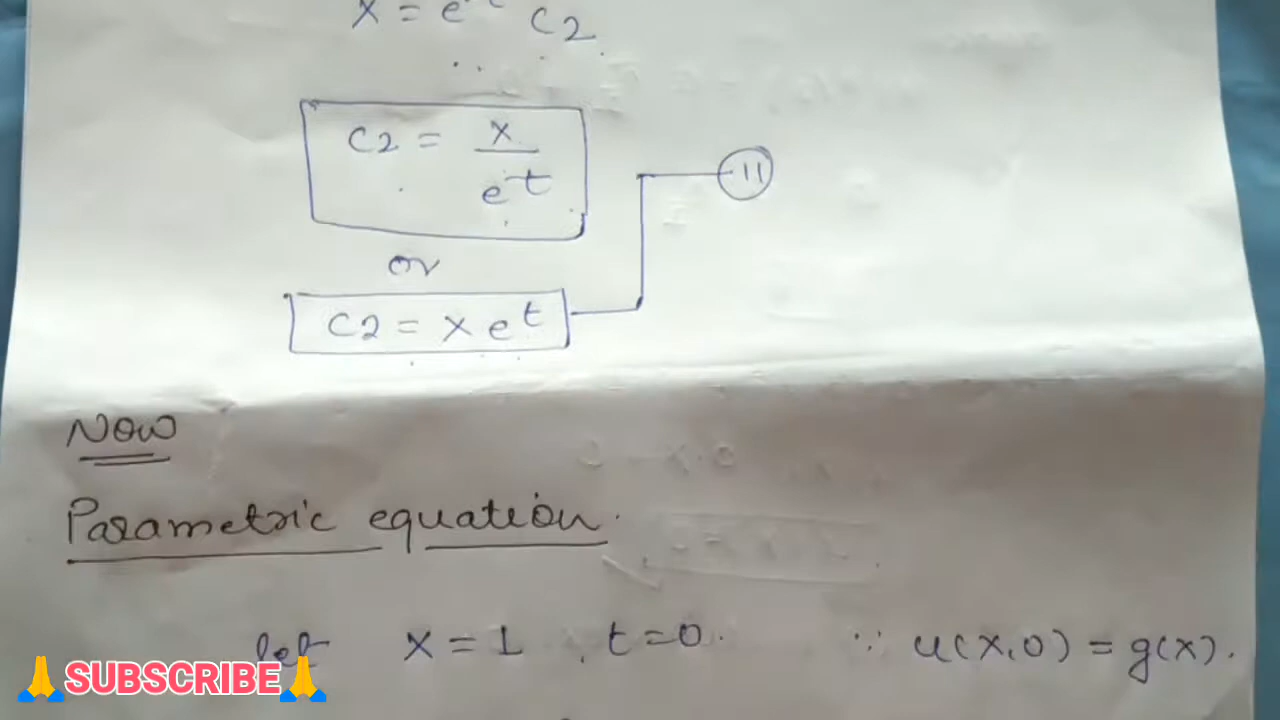 x = e C2
C2 = x / e^t
11
or
C2 = x e^t
Now
Parametric equation.
let x = 1, t = 0. ∵ u(x,0) = g(x).
🙏SUBSCRIBE🙏